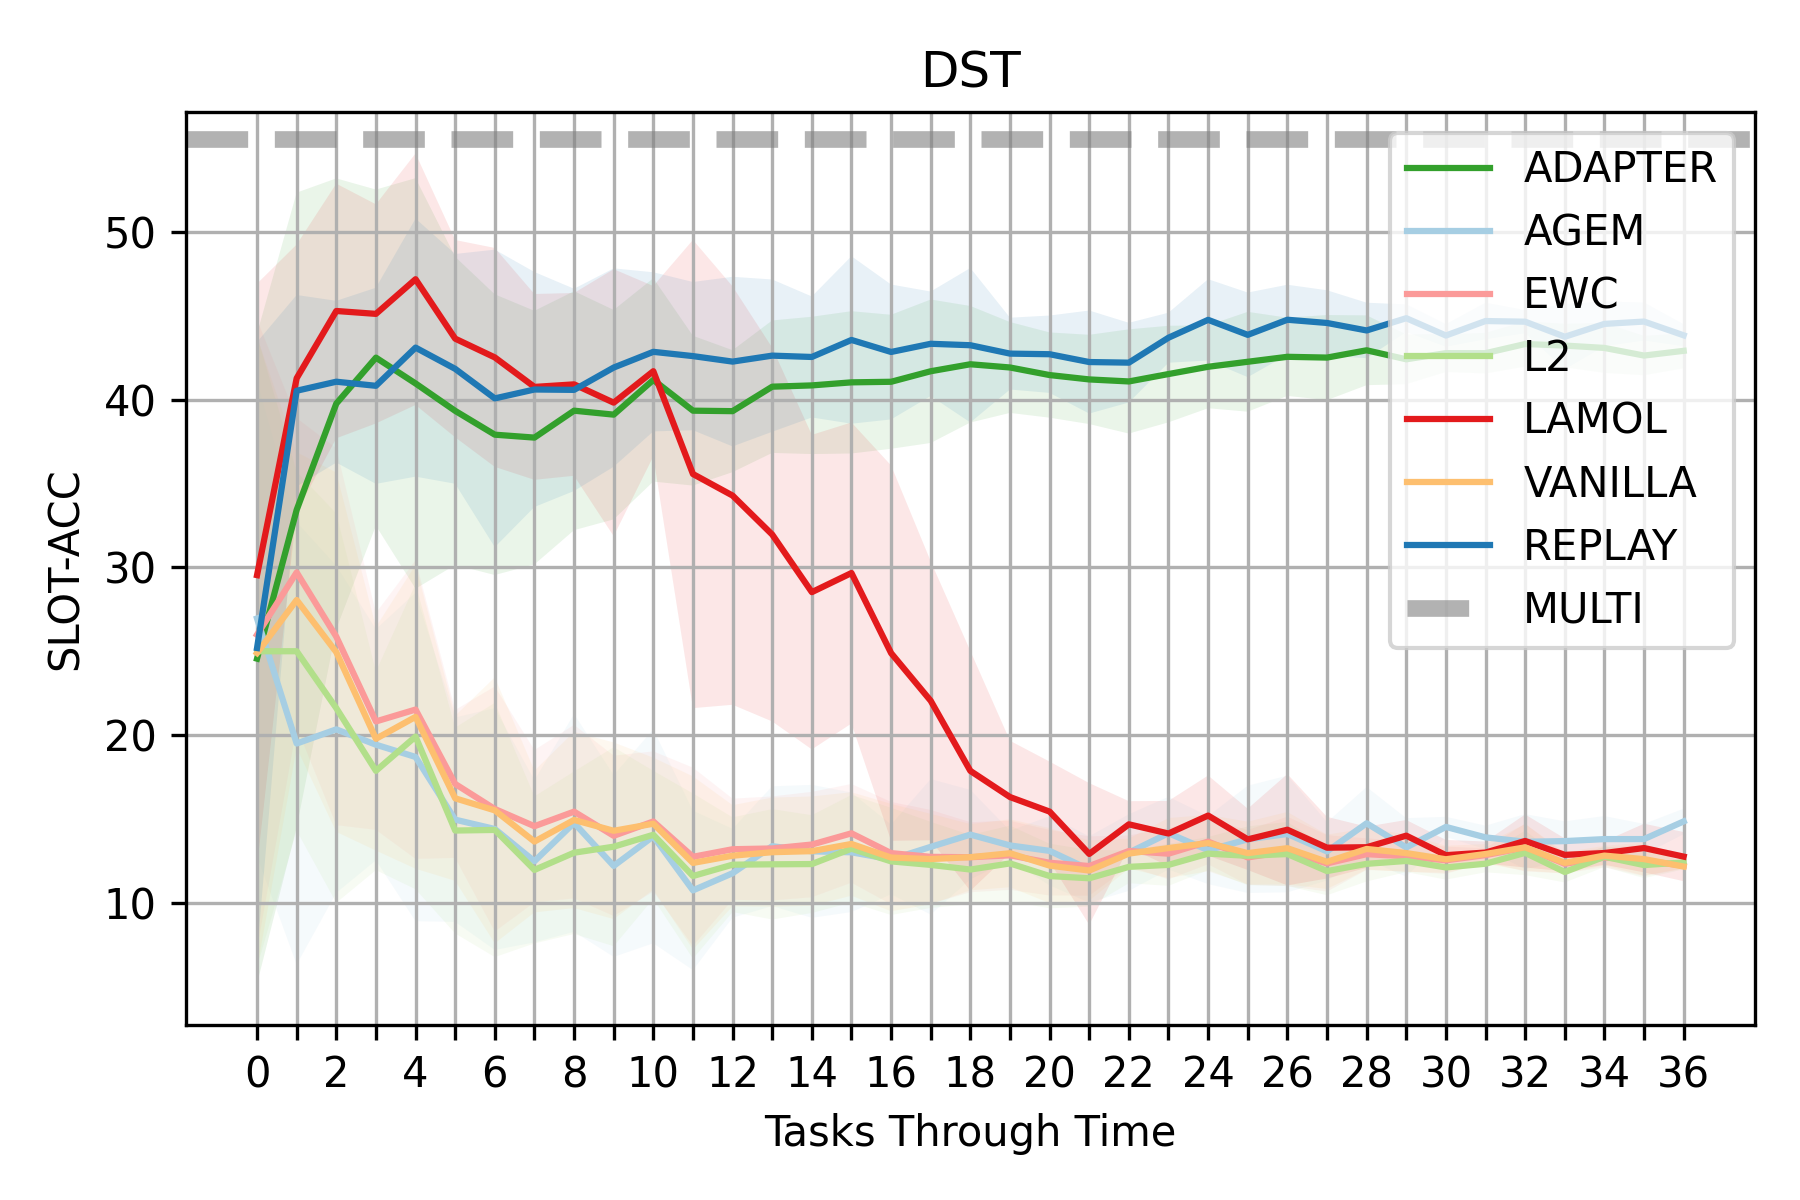 DST
50
40
30
20
10
SLOT-ACC
ADAPTER
AGEM
EWC
L2
LAMOL
VANILLA
REPLAY
MULTI
0 2 4 6 8 10 12 14 16 18 20 22 24 26 28 30 32 34 36
Tasks Through Time